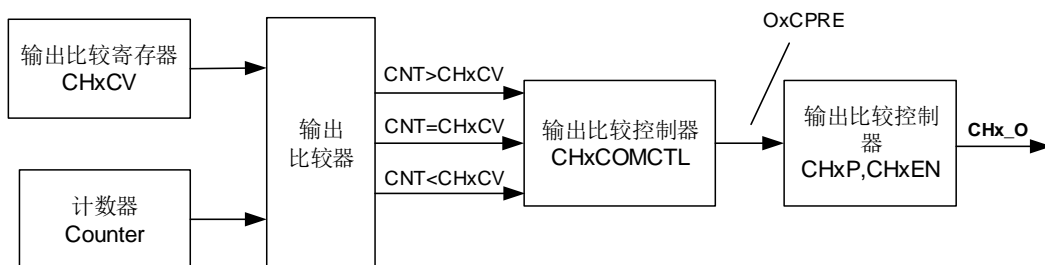 OxCPRE
输出比较寄存器
CHxCV
计数器
Counter
输出
比较器
CNT>CHxCV
CNT=CHxCV
CNT<CHxCV
输出比较控制器
CHxCOMCTL
输出比较控制
器
CHxP,CHxEN
CHx_O